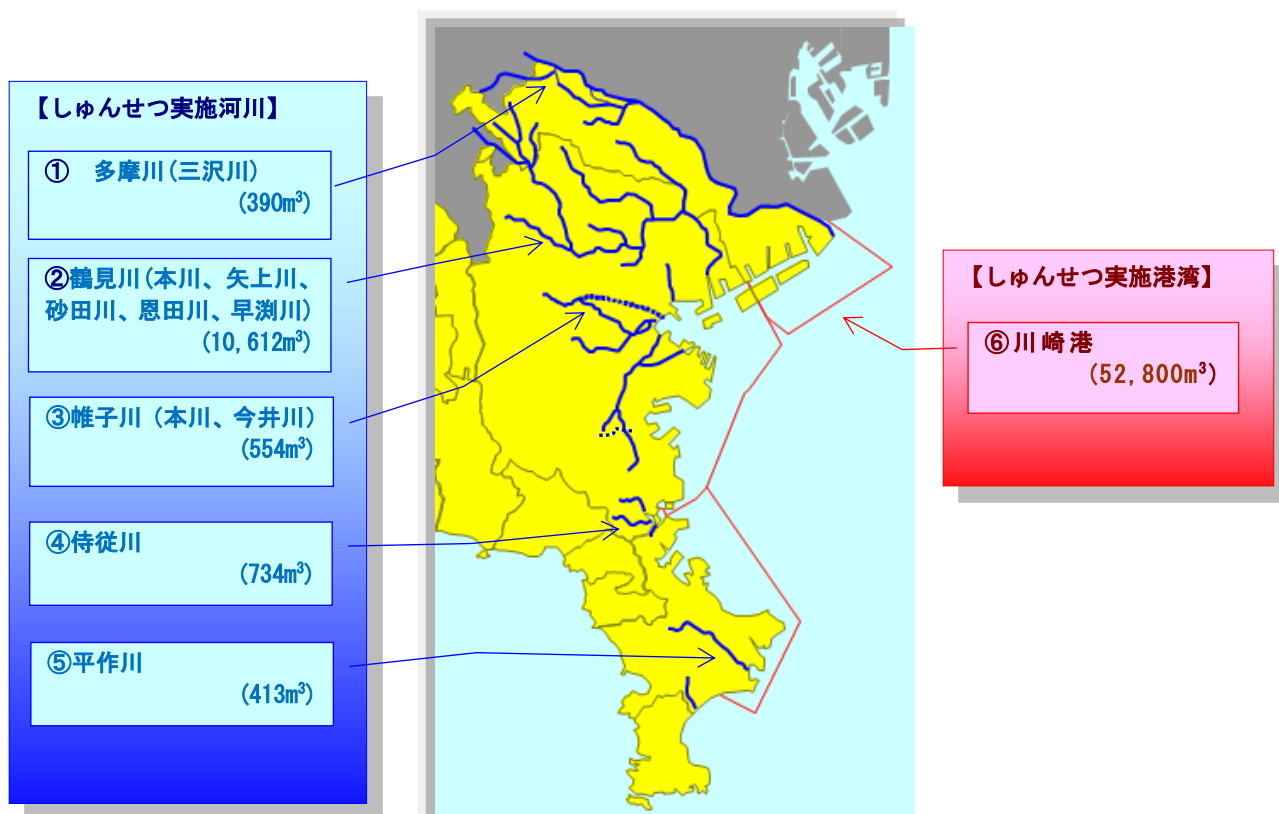 【しゅんせつ実施河川】
① 多摩川（三沢川）
(390m³)
②鶴見川（本川、矢上川、
砂田川、恩田川、早渕川）
(10,612m³)
③帷子川（本川、今井川）
(554m³)
④侍従川
(734m³)
⑤平作川
(413m³)
【しゅんせつ実施港湾】
⑥川崎港
(52,800m³)